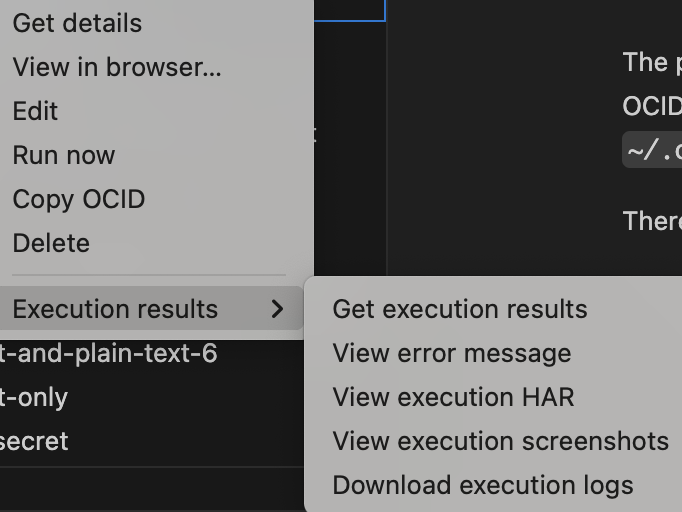 Get details
View in browser...
Edit
Run now
Copy OCID
Delete
Execution results
Get execution results
View error message
View execution HAR
View execution screenshots
Download execution logs
t-and-plain-text-6
t-only
secret
The
OCID
~/.